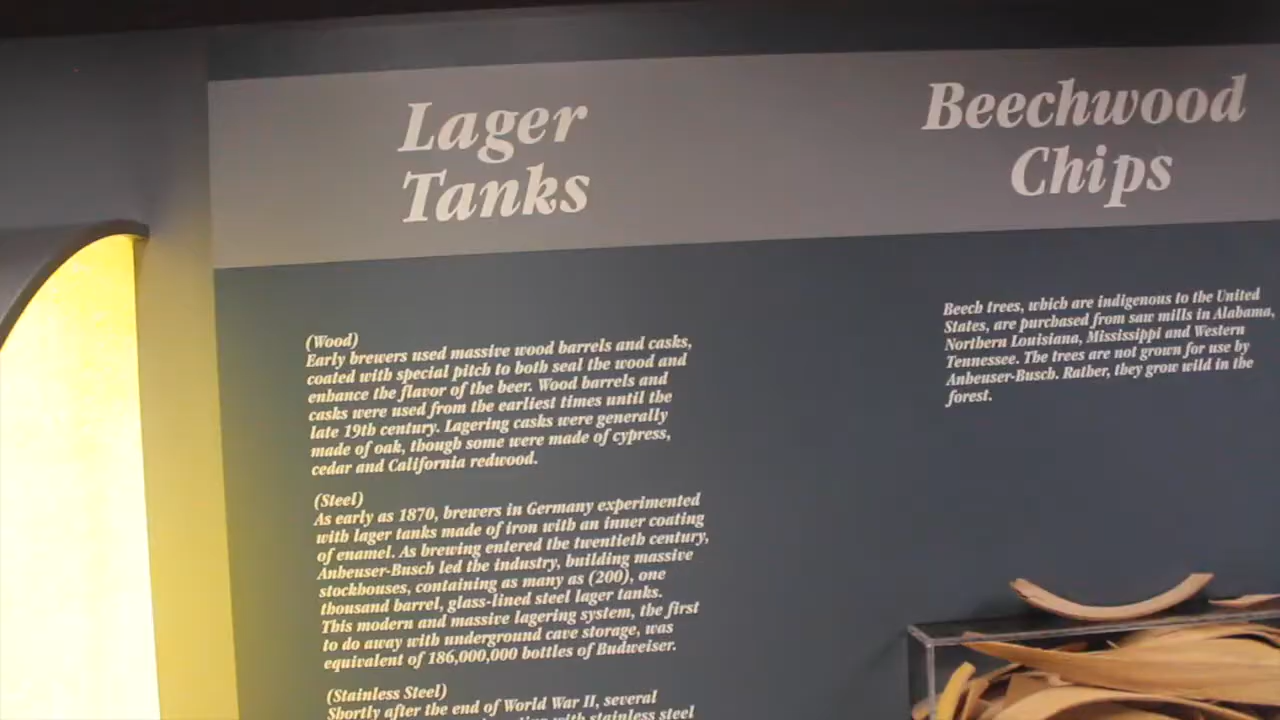 Lager
Tanks
(Wood)
Early brewers used massive wood barrels and casks,
coated with special pitch to both seal the wood and
enhance the flavor of the beer. Wood barrels and
casks were used from the earliest times until the
late 19th century. Lagering casks were generally
made of oak, though some were made of cypress,
cedar and California redwood.
(Steel)
As early as 1870, brewers in Germany experimented
with lager tanks made of iron with an inner coating
of enamel. As brewing entered the twentieth century,
Anheuser-Busch led the industry, building massive
stockhouses, containing as many as (200), one
thousand barrel, glass-lined steel lager tanks.
This modern and massive lagering system, the first
to do away with underground cave storage, was
equivalent of 186,000,000 bottles of Budweiser.
(Stainless Steel)
Shortly after the end of World War II, several
with stainless steel
Beechwood
Chips
Beech trees, which are indigenous to the United
States, are purchased from saw mills in Alabama,
Northern Louisiana, Mississippi and Western
Tennessee. The trees are not grown for use by
Anheuser-Busch. Rather, they grow wild in the
forest.